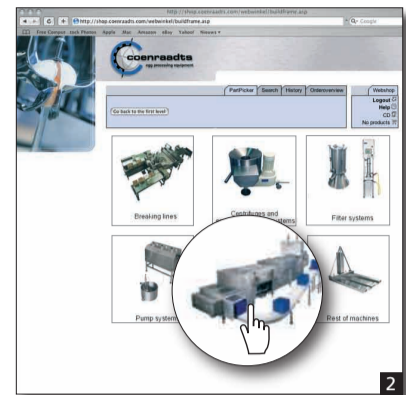 http://shop.coenraadts.com/webwinkel/buildframe.asp
http://shop.coenraadts.com/webwinkel/buildframe.asp
Google
Apple Mac Amazon eBay Yahoo! Nieuws
coenraadts
egg processing equipment
PartPicker Search History Orderoverview
Webshop
Go back to the first level
Logout
Help
CD
No products
Breaking lines
Centrifuges and
Filter systems
Pump system
Rest of machines
2